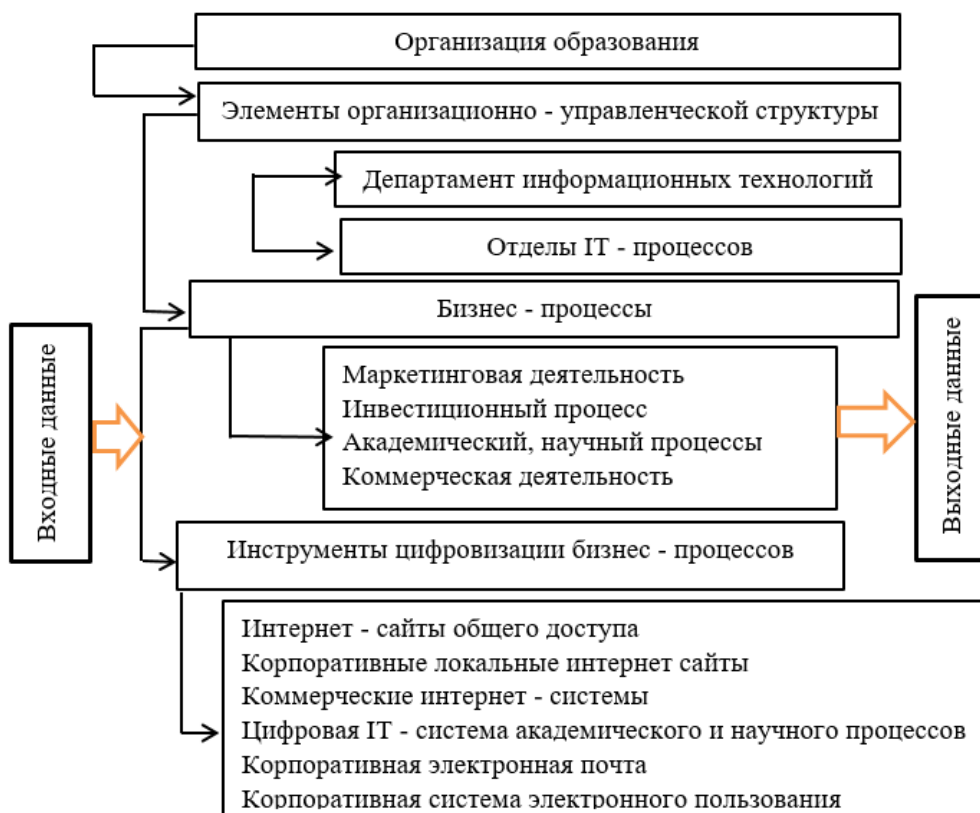 Организация образования
Элементы организационно - управленческой структуры
Департамент информационных технологий
Отделы IT - процессов
Бизнес - процессы
Входные данные
Маркетинговая деятельность
Инвестиционный процесс
Академический, научный процессы
Коммерческая деятельность
Выходные данные
Инструменты цифровизации бизнес - процессов
Интернет - сайты общего доступа
Корпоративные локальные интернет сайты
Коммерческие интернет - системы
Цифровая IT - система академического и научного процессов
Корпоративная электронная почта
Корпоративная система электронного пользования